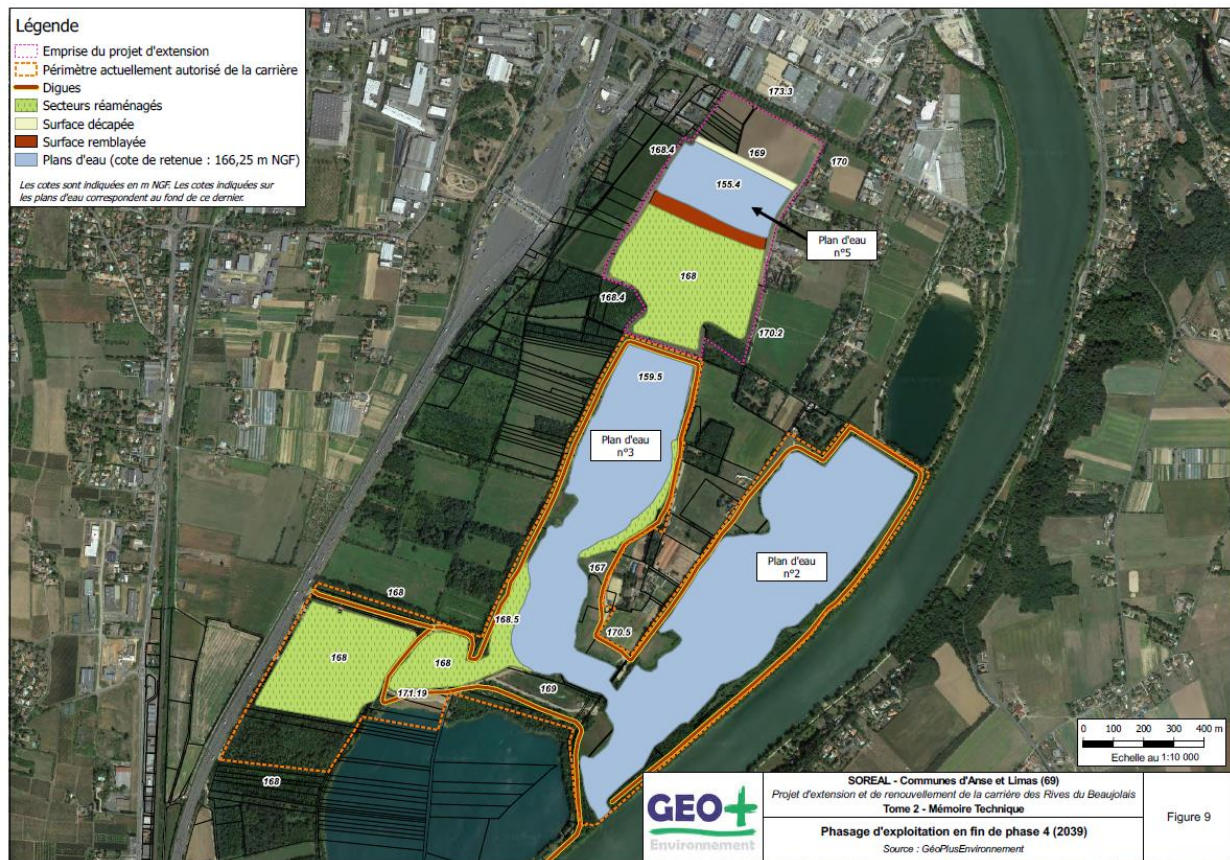 Légende
Emprise du projet d'extension
Périmètre actuellement autorisé de la carrière
Digues
Secteurs réaménagés
Surface décapée
Surface remblayée
Plans d'eau (cote de retenue : 166,25 m NGF)
Les cotes sont indiquées en m NGF. Les cotes indiquées sur
les plans d'eau correspondent au fond de ce dernier.
173.3
168.4
169
170
155.4
Plan d'eau
n°5
168
168.4
170.2
159.5
Plan d'eau
n°3
Plan d'eau
n°2
167
168
168.5
170.5
168
168
169
171.19
168
0 100 200 300 400 m
Echelle au 1:10 000
GEO+
Environnement
SOREAL - Communes d'Anse et Limas (69)
Projet d'extension et de renouvellement de la carrière des Rives du Beaujolais
Tome 2 - Mémoire Technique
Phasage d'exploitation en fin de phase 4 (2039)
Source : GéoPlusEnvironnement
Figure 9